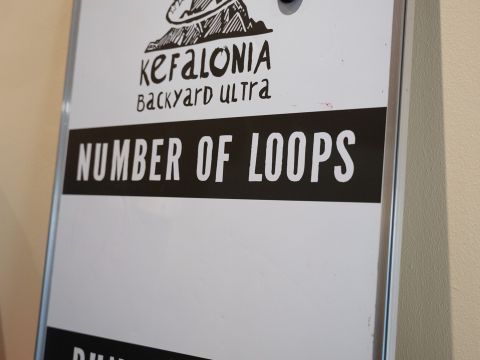 KEFALONIA
BACKYARD ULTRA
NUMBER OF LOOPS